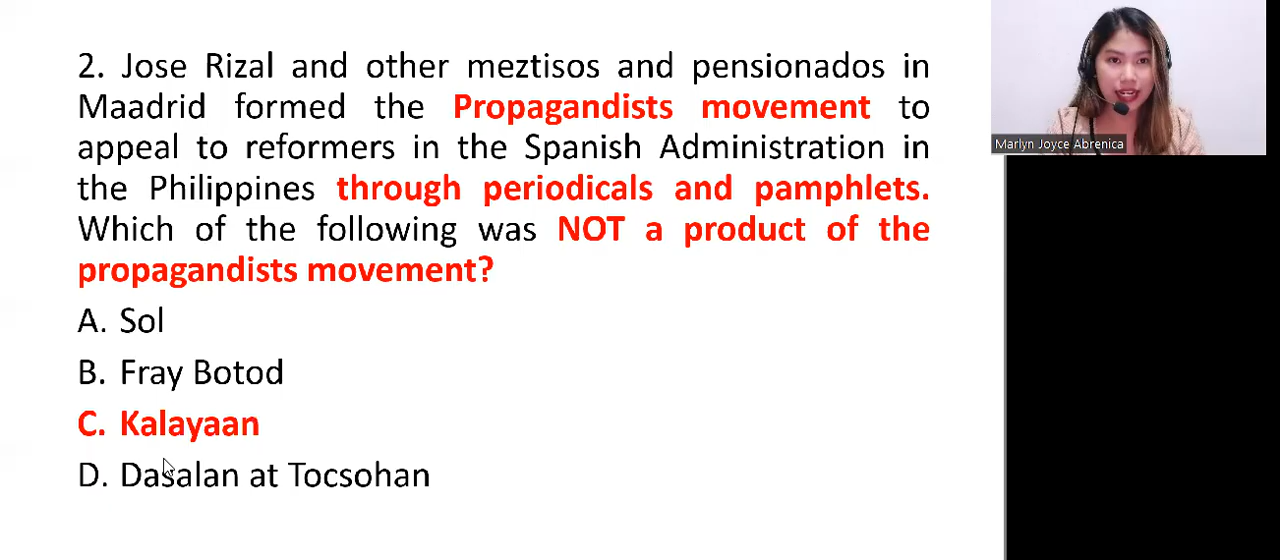 2. Jose Rizal and other meztisos and pensionados in
Maadrid formed the Propagandists movement to
appeal to reformers in the Spanish Administration in
the Philippines through periodicals and pamphlets.
Which of the following was NOT a product of the
propagandists movement?
A. Sol
B. Fray Botod
C. Kalayaan
D. Dasalan at Tocsohan
Marlyn Joyce Abrenica